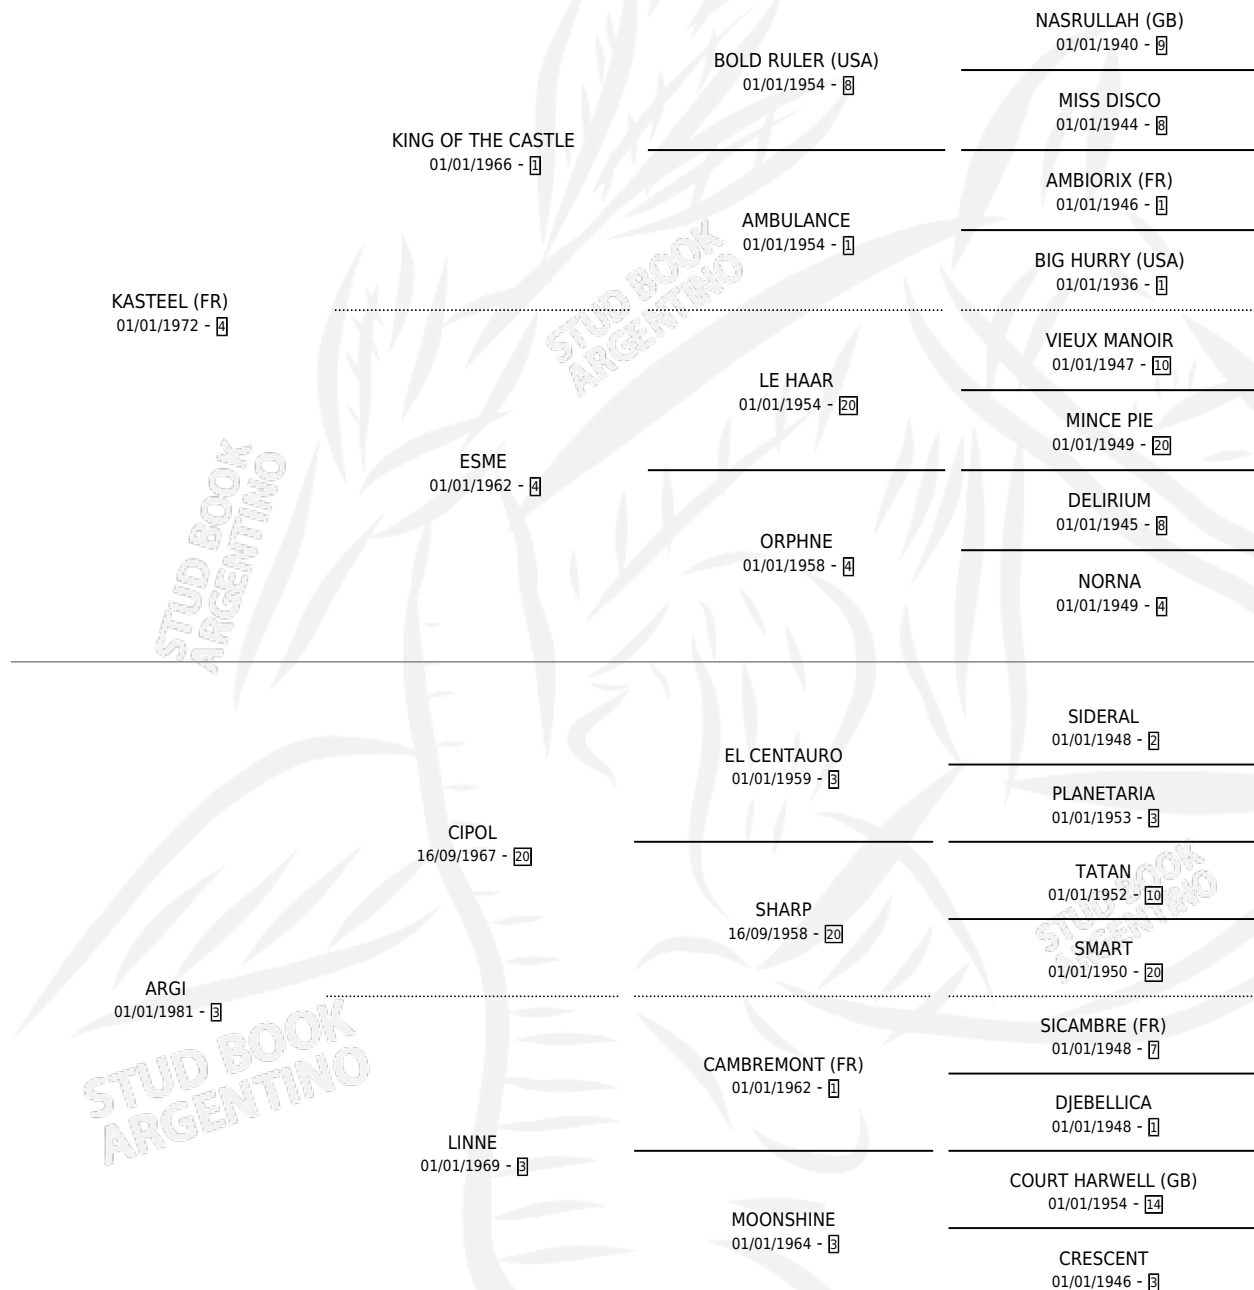 NASRULLAH (GB)
01/01/1940 - 9
BOLD RULER (USA)
01/01/1954 - 8
MISS DISCO
01/01/1944 - 8
KING OF THE CASTLE
01/01/1966 - 1
AMBIORIX (FR)
01/01/1946 - 1
AMBULANCE
01/01/1954 - 1
BIG HURRY (USA)
01/01/1936 - 1
KASTEEL (FR)
01/01/1972 - 4
VIEUX MANOIR
01/01/1947 - 10
LE HAAR
01/01/1954 - 20
MINCE PIE
01/01/1949 - 20
ESME
01/01/1962 - 4
DELIRIUM
01/01/1945 - 8
ORPHNE
01/01/1958 - 4
NORNA
01/01/1949 - 4
SIDERAL
01/01/1948 - 2
EL CENTAURO
01/01/1959 - 3
PLANETARIA
01/01/1953 - 3
CIPOL
16/09/1967 - 20
TATAN
01/01/1952 - 10
SHARP
16/09/1958 - 20
SMART
01/01/1950 - 20
ARGI
01/01/1981 - 3
SICAMBRE (FR)
01/01/1948 - 7
CAMBREMONT (FR)
01/01/1962 - 1
DJEBELLICA
01/01/1948 - 1
LINNE
01/01/1969 - 3
COURT HARWELL (GB)
01/01/1954 - 14
MOONSHINE
01/01/1964 - 3
CRESCENT
01/01/1946 - 3
STUD BOOK
ARGENTINO
STUD BOOK
ARGENTINO
STUD BOOK
ARGENTINO
STUD BOOK
ARGENTINO